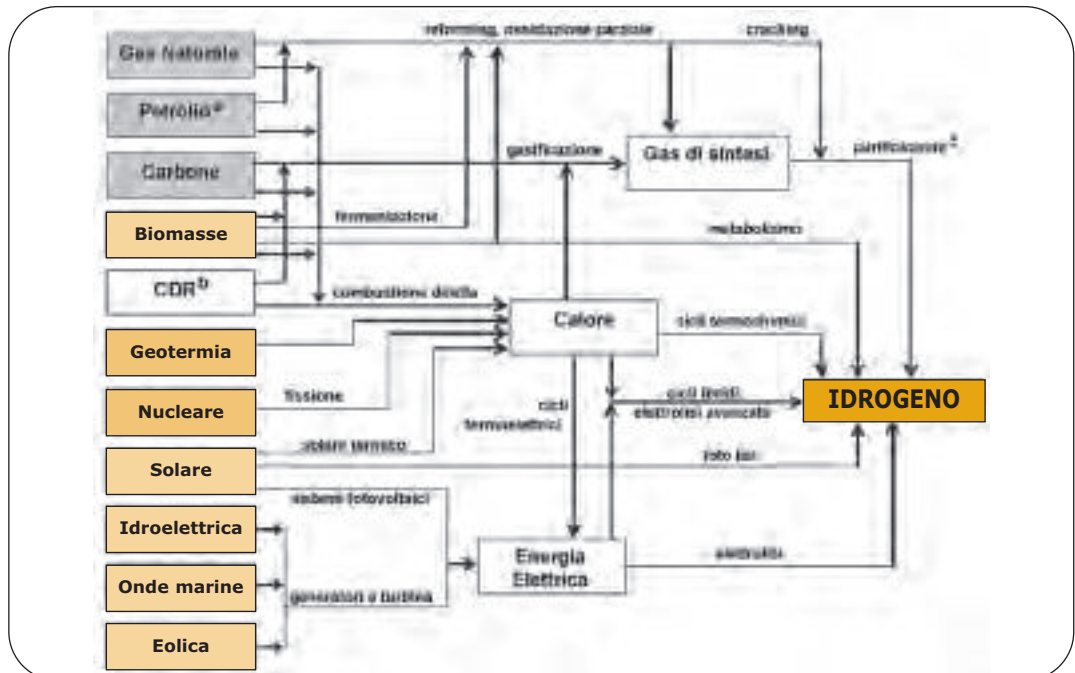 reforming, ossidazione parziale
cracking
Gas Naturale
Petrolio a
Carbone
gasificazione
Gas di sintesi
purificazione c
Biomasse
fermentazione
metabolismo
CDR b
combustione diretta
Calore
cicli termochimici
Geotermia
Nucleare
fissione
cicli
termoelettrici
cicli ibridi,
elettrolisi avanzata
IDROGENO
solare termico
Solare
foto lisi
sistemi fotovoltaici
Idroelettrica
Energia
Elettrica
elettrolisi
Onde marine
generatori e turbina
Eolica